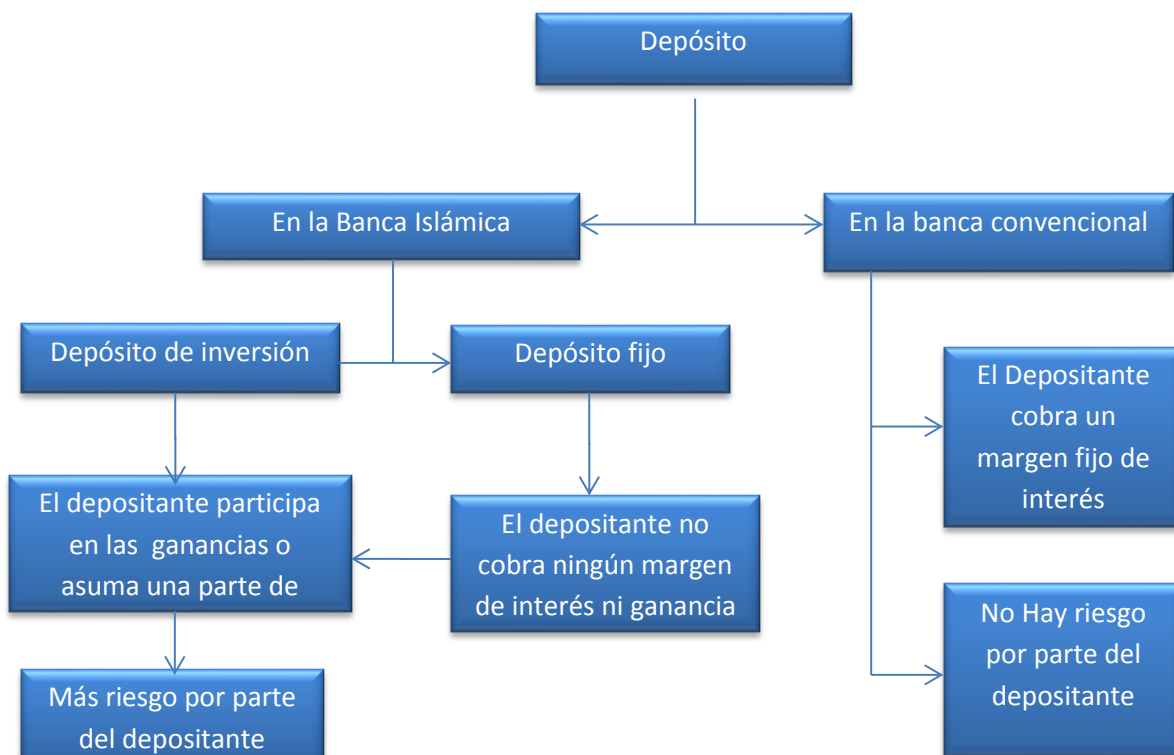 Depósito
En la Banca Islámica
En la banca convencional
Depósito de inversión
Depósito fijo
El Depositante
cobra un
margen fijo de
interés
El depositante participa
en las ganancias o
asuma una parte de
El depositante no
cobra ningún margen
de interés ni ganancia
No Hay riesgo
por parte del
depositante
Más riesgo por parte
del depositante